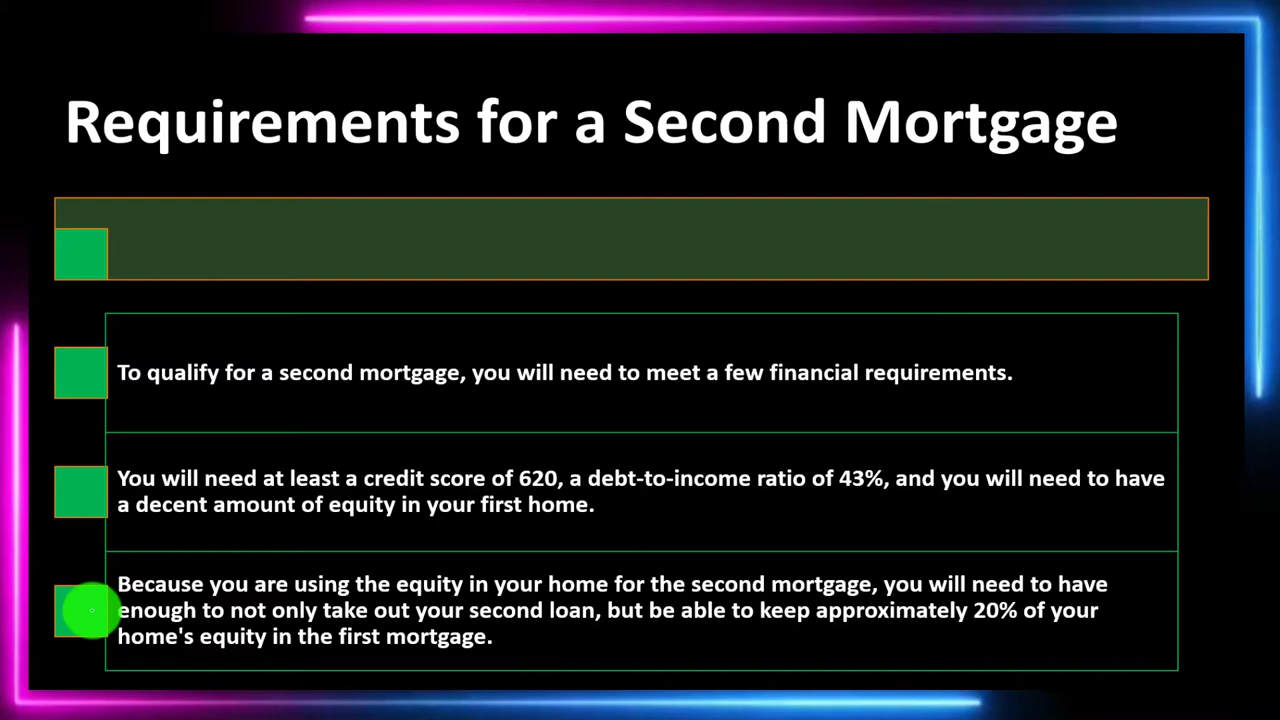 Requirements for a Second Mortgage
To qualify for a second mortgage, you will need to meet a few financial requirements.
You will need at least a credit score of 620, a debt-to-income ratio of 43%, and you will need to have
a decent amount of equity in your first home.
Because you are using the equity in your home for the second mortgage, you will need to have
enough to not only take out your second loan, but be able to keep approximately 20% of your
home's equity in the first mortgage.